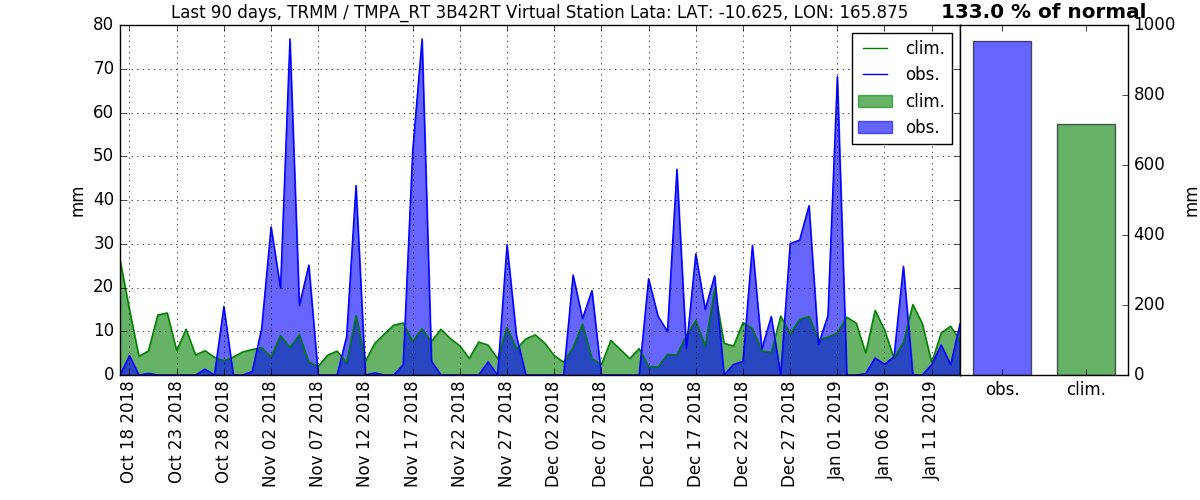 Last 90 days, TRMM / TMPA_RT 3B42RT Virtual Station Lata: LAT: -10.625, LON: 165.875
133.0 % of normal
mm
80
70
60
50
40
30
20
10
0
clim.
obs.
clim.
obs.
Oct 18 2018
Oct 23 2018
Oct 28 2018
Nov 02 2018
Nov 07 2018
Nov 12 2018
Nov 17 2018
Nov 22 2018
Nov 27 2018
Dec 02 2018
Dec 07 2018
Dec 12 2018
Dec 17 2018
Dec 22 2018
Dec 27 2018
Jan 01 2019
Jan 06 2019
Jan 11 2019
1000
800
600
400
200
0
mm
obs.
clim.